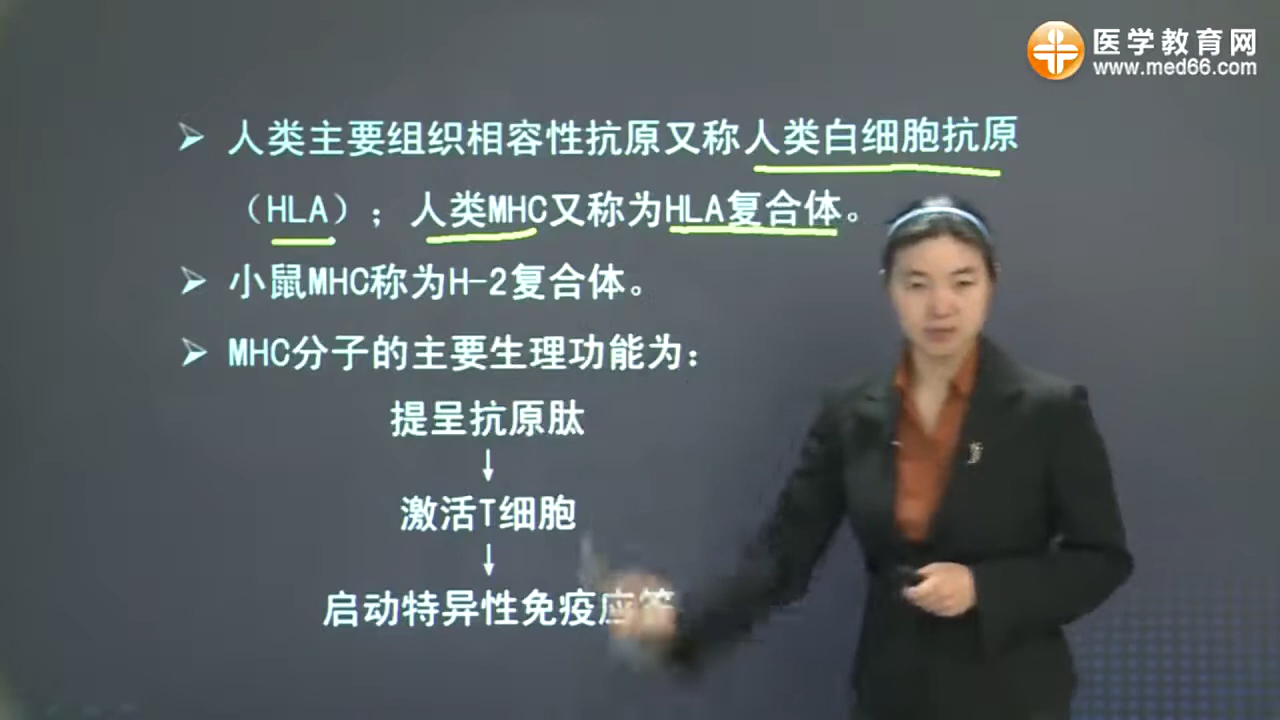 医学教育网
www.med66.com
人类主要组织相容性抗原又称人类白细胞抗原
（HLA）；人类MHC又称为HLA复合体。
小鼠MHC称为H-2复合体。
MHC分子的主要生理功能为：
提呈抗原肽
↓
激活T细胞
↓
启动特异性免疫应答